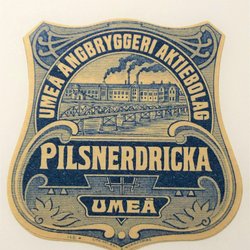 UMEÅ ÅNGBRYGGERI AKTIEBOLAG
PILSNERDRICKA
UMEÅ